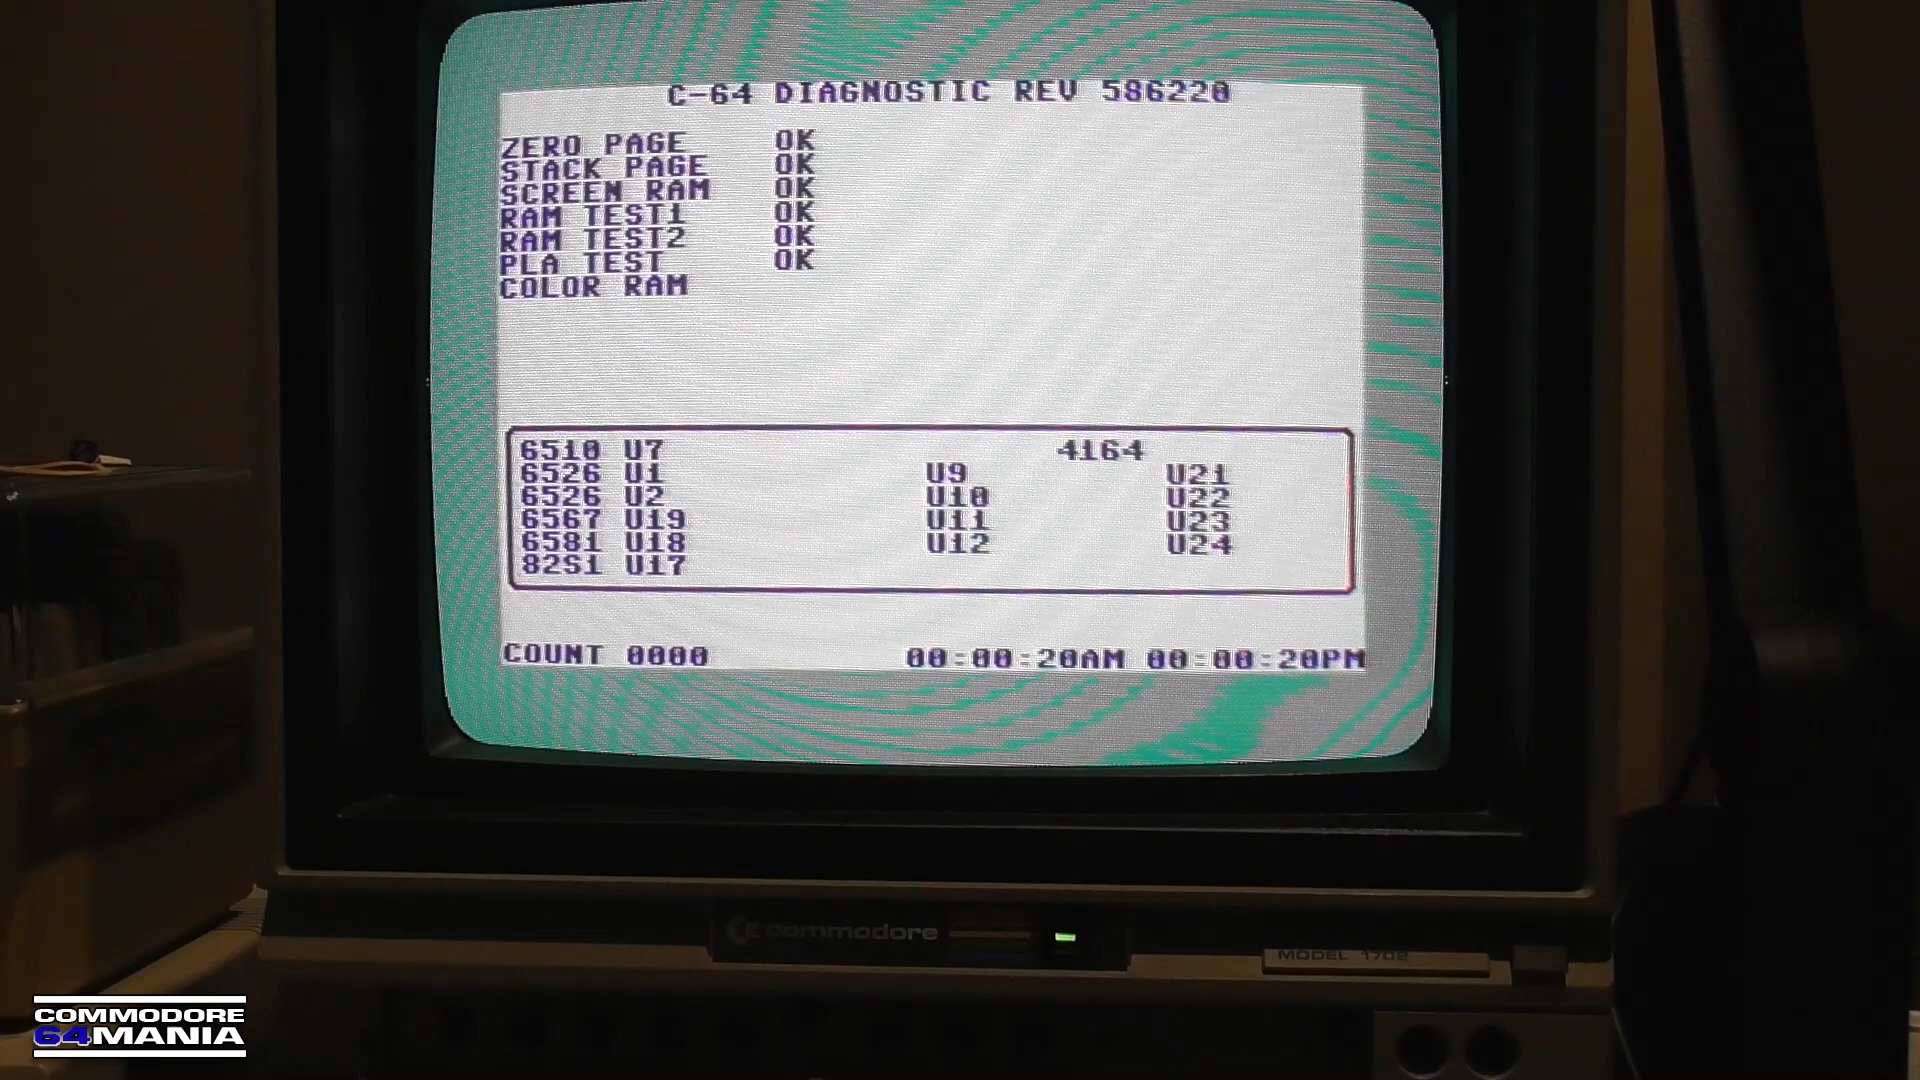 C-64 DIAGNOSTIC REV 586220
ZERO PAGE OK
STACK PAGE OK
SCREEN RAM OK
RAM TEST1 OK
RAM TEST2 OK
PLA TEST OK
COLOR RAM
6510 U7 4164
6526 U1 U9 U21
6526 U2 U10 U22
6567 U19 U11 U23
6581 U18 U12 U24
82S1 U17
COUNT 0000 00:00:20AM 00:00:20PM
commodore
MODEL 1702
COMMODORE
64MANIA